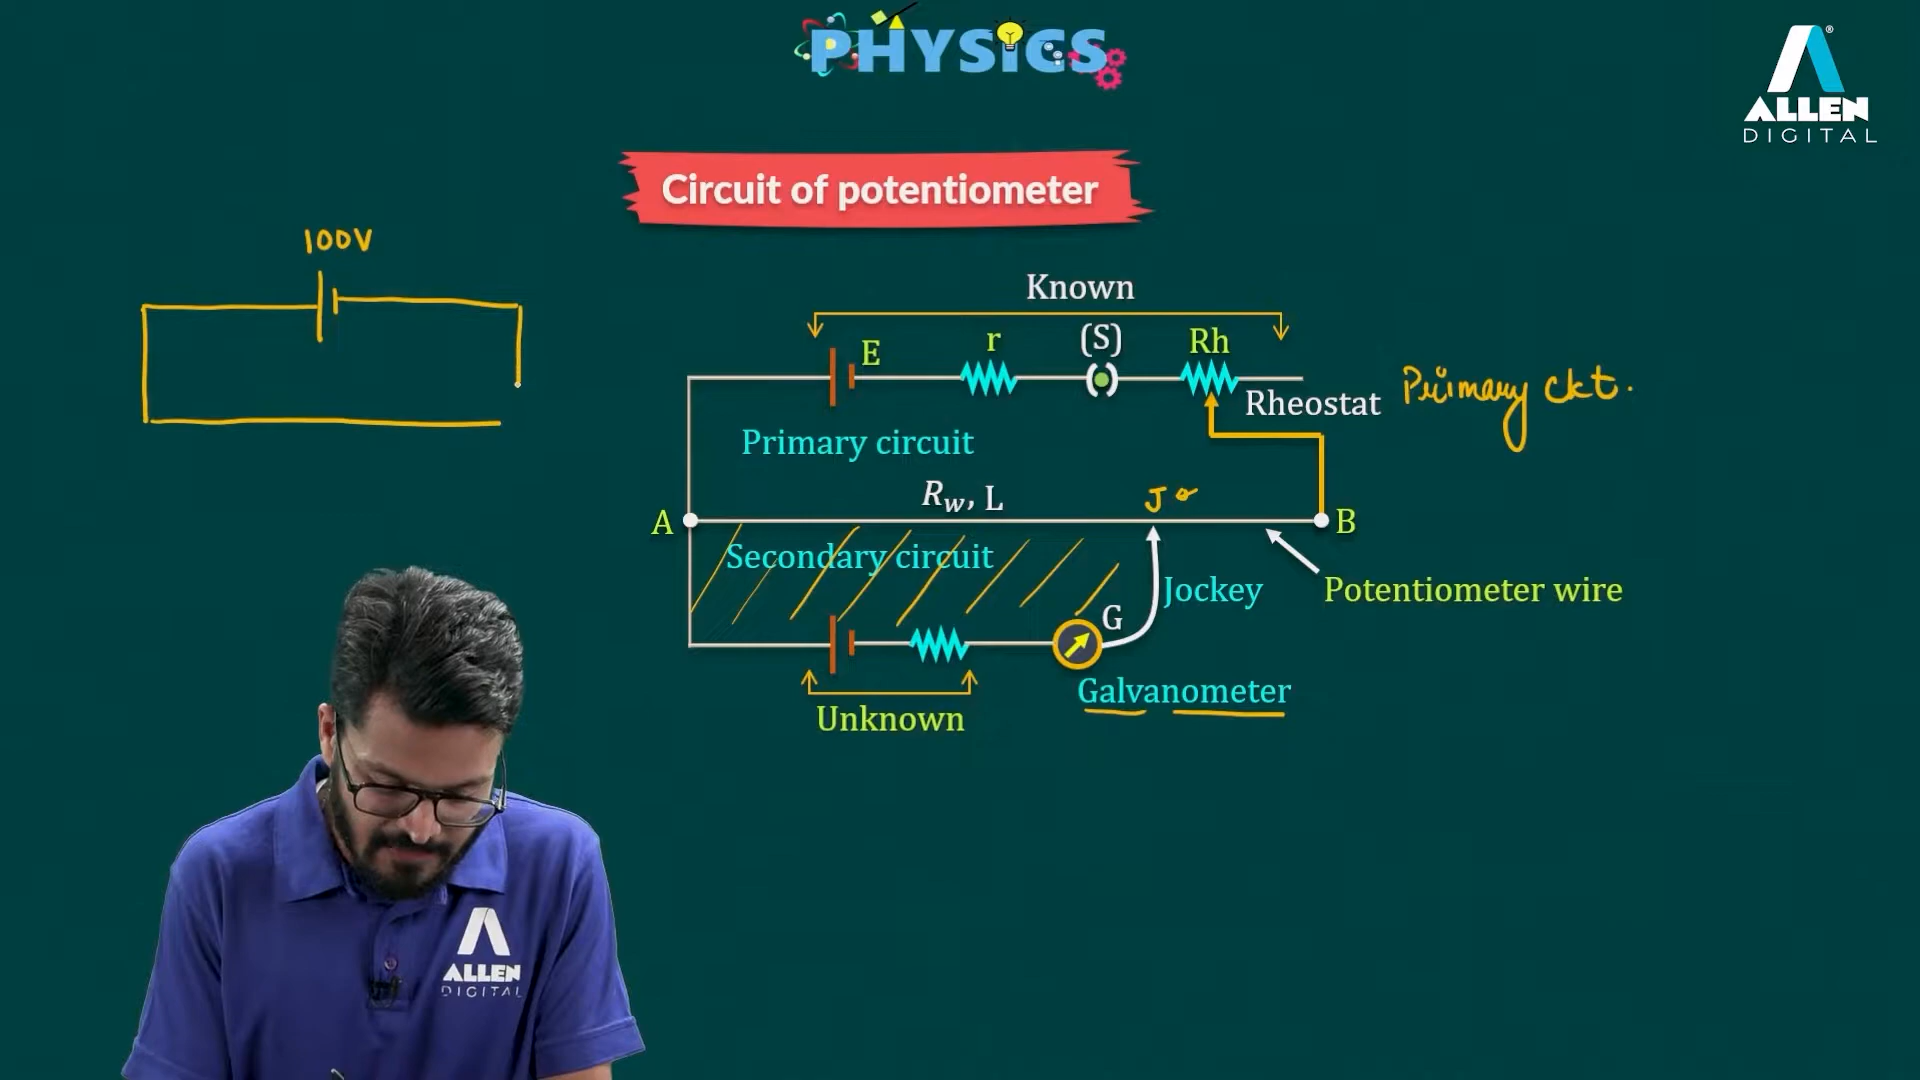 PHYSICS
ALLEN
DIGITAL
Circuit of potentiometer
100V
Known
E
r
(S)
Rh
Rheostat
Primary ckt.
Primary circuit
R_w, L
J
A
B
Secondary circuit
Jockey
Potentiometer wire
G
Galvanometer
Unknown
ALLEN
DIGITAL